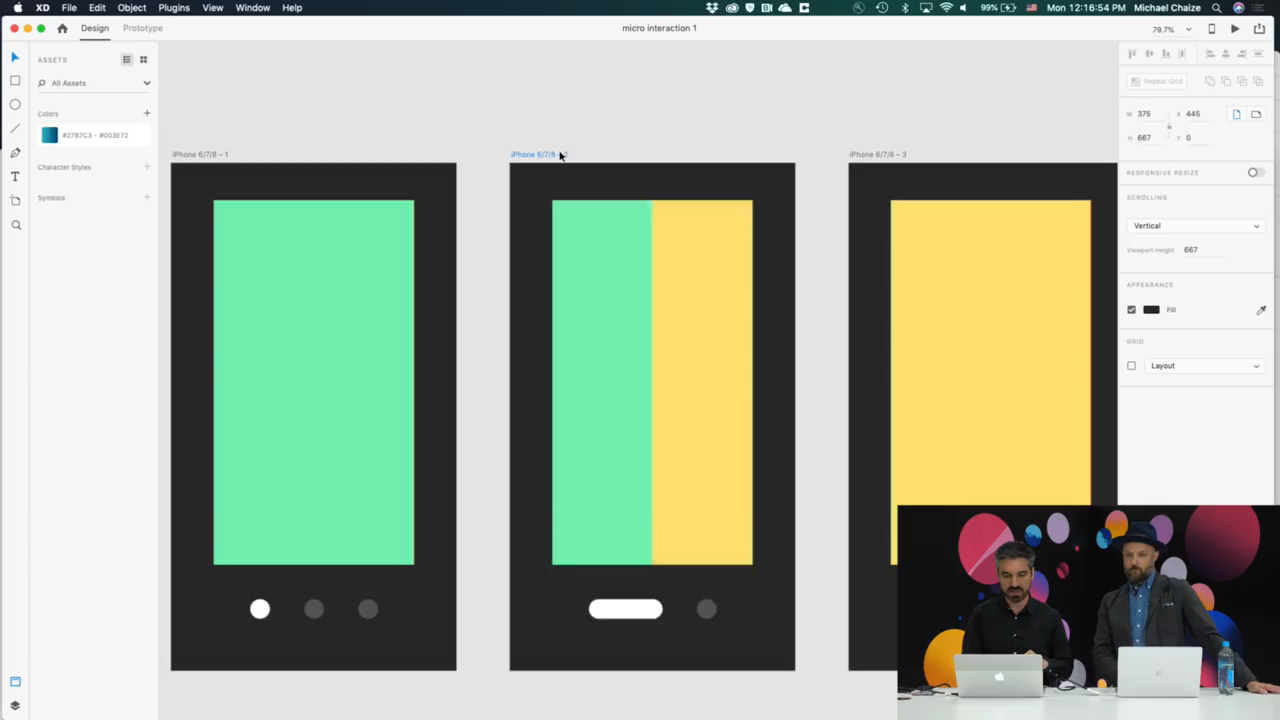 XD File Edit Object Plugins View Window Help 99% Mon 12:16:54 PM Michael Chaize
Design Prototype micro interaction 1 79.7%
ASSETS
All Assets
Colors
#27B7C3 - #003E72
Character Styles
Symbols
iPhone 6/7/8 – 1
iPhone 6/7/8 – 2
iPhone 6/7/8 – 3
Repeat Grid
W 375 X 445
H 667 Y 0
RESPONSIVE RESIZE
SCROLLING
Vertical
Viewport Height 667
APPEARANCE
Fill
GRID
Layout